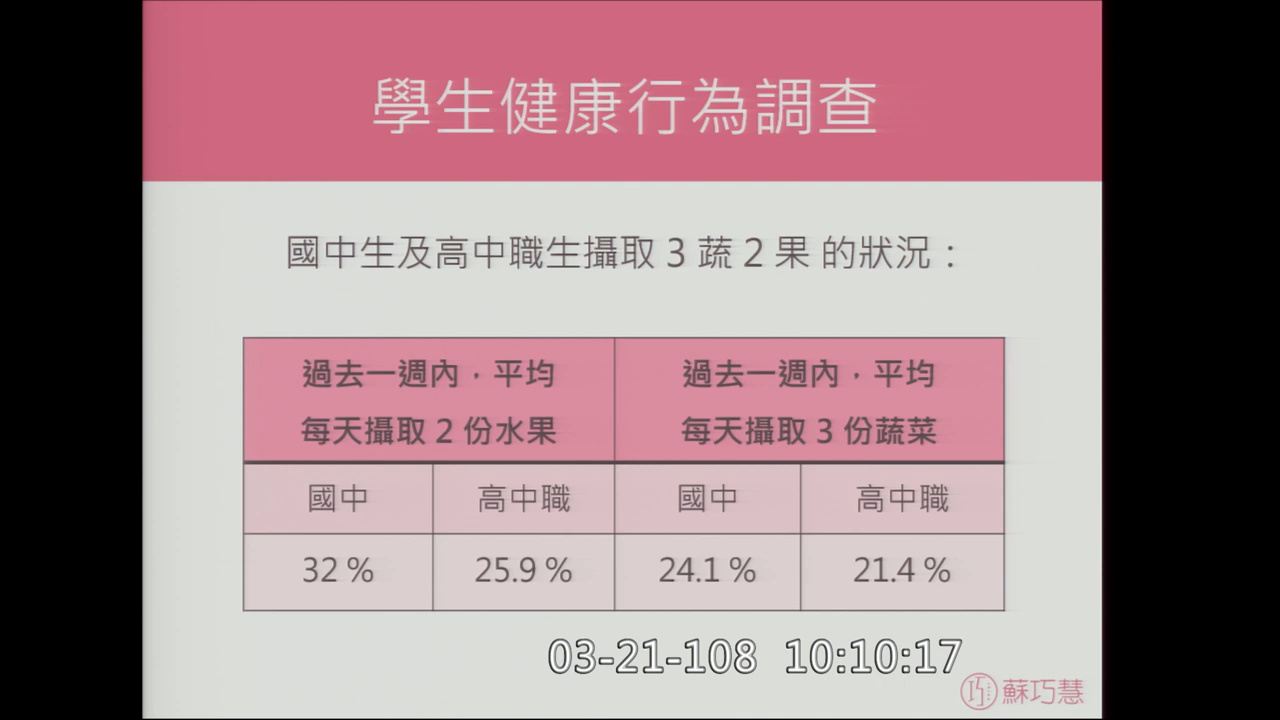 學生健康行為調查
國中生及高中職生攝取 3 蔬 2 果 的狀況：
過去一週內，平均
每天攝取 2 份水果
過去一週內，平均
每天攝取 3 份蔬菜
國中 高中職 國中 高中職
32 % 25.9 % 24.1 % 21.4 %
03-21-108 10:10:17
巧 蘇巧慧